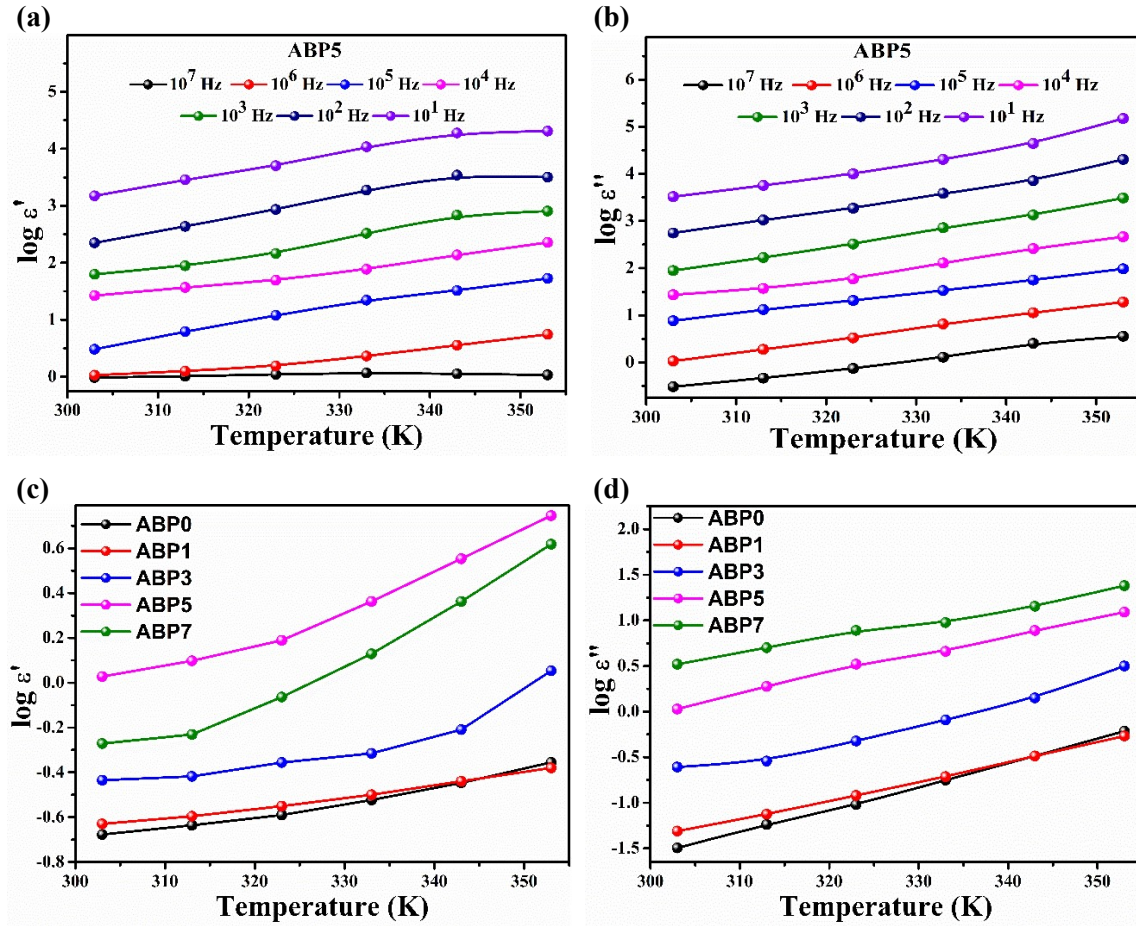 (a)
ABP5
10⁷ Hz 10⁶ Hz 10⁵ Hz 10⁴ Hz
10³ Hz 10² Hz 10¹ Hz
5
4
3
2
1
0
log ε'
300 310 320 330 340 350
Temperature (K)
(b)
ABP5
10⁷ Hz 10⁶ Hz 10⁵ Hz 10⁴ Hz
10³ Hz 10² Hz 10¹ Hz
6
5
4
3
2
1
0
log ε''
300 310 320 330 340 350
Temperature (K)
(c)
ABP0
ABP1
ABP3
ABP5
ABP7
0.6
0.4
0.2
0.0
-0.2
-0.4
-0.6
-0.8
log ε'
300 310 320 330 340 350
Temperature (K)
(d)
ABP0
ABP1
ABP3
ABP5
ABP7
2.0
1.5
1.0
0.5
0.0
-0.5
-1.0
-1.5
log ε''
300 310 320 330 340 350
Temperature (K)